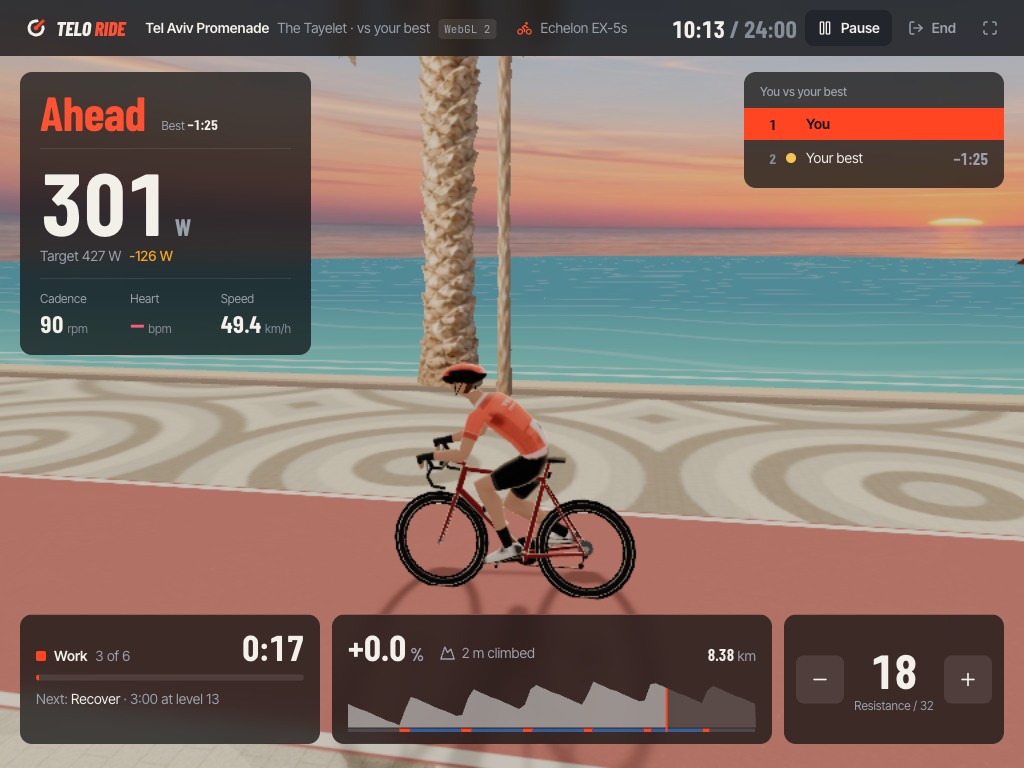 TELO RIDE Tel Aviv Promenade The Tayelet · vs your best WebGL 2 Echelon EX-5s 10:13 / 24:00 Pause End
Ahead Best −1:25
301 W
Target 427 W -126 W
Cadence Heart Speed
90 rpm — bpm 49.4 km/h
You vs your best
1 You
2 Your best −1:25
Work 3 of 6 0:17
Next: Recover · 3:00 at level 13
+0.0 % 2 m climbed 8.38 km
− 18 +
Resistance / 32